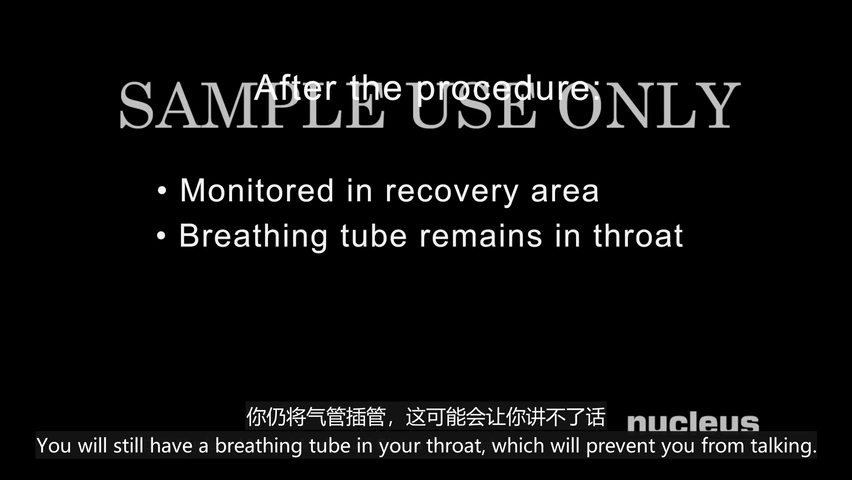 After the procedure:
SAMPLE USE ONLY
• Monitored in recovery area
• Breathing tube remains in throat
你仍将气管插管，这可能会让你讲不了话
nucleus
You will still have a breathing tube in your throat, which will prevent you from talking.